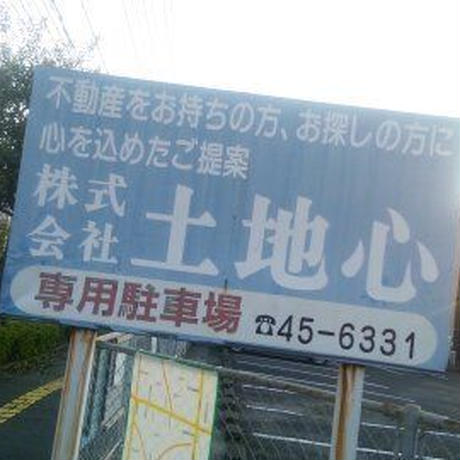 不動産をお持ちの方、お探しの方に
心を込めたご提案
株式
会社
土地心
専用駐車場 ☎45-6331